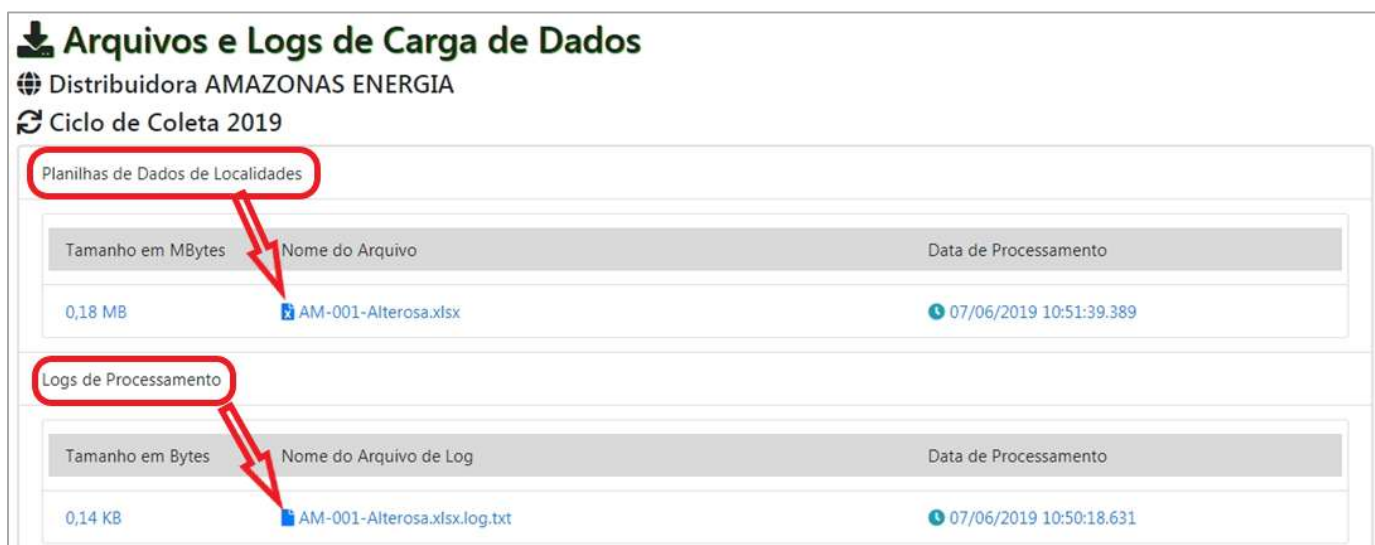 Arquivos e Logs de Carga de Dados
Distribuidora AMAZONAS ENERGIA
Ciclo de Coleta 2019
Planilhas de Dados de Localidades
Tamanho em MBytes Nome do Arquivo Data de Processamento
0,18 MB AM-001-Alterosa.xlsx 07/06/2019 10:51:39.389
Logs de Processamento
Tamanho em Bytes Nome do Arquivo de Log Data de Processamento
0,14 KB AM-001-Alterosa.xlsx.log.txt 07/06/2019 10:50:18.631